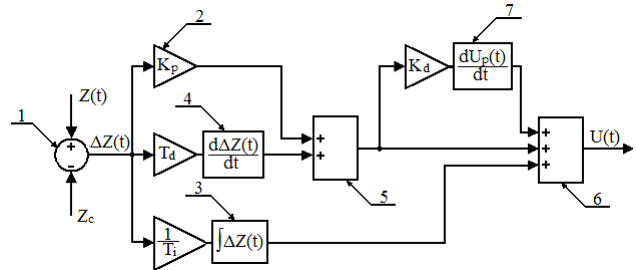 2
7
K_p
K_d
dU_p(t)
dt
Z(t)
1
+
-
ΔZ(t)
Z_c
4
T_d
dΔZ(t)
dt
+
+
5
+
+
+
U(t)
6
3
1
T_i
∫ΔZ(t)